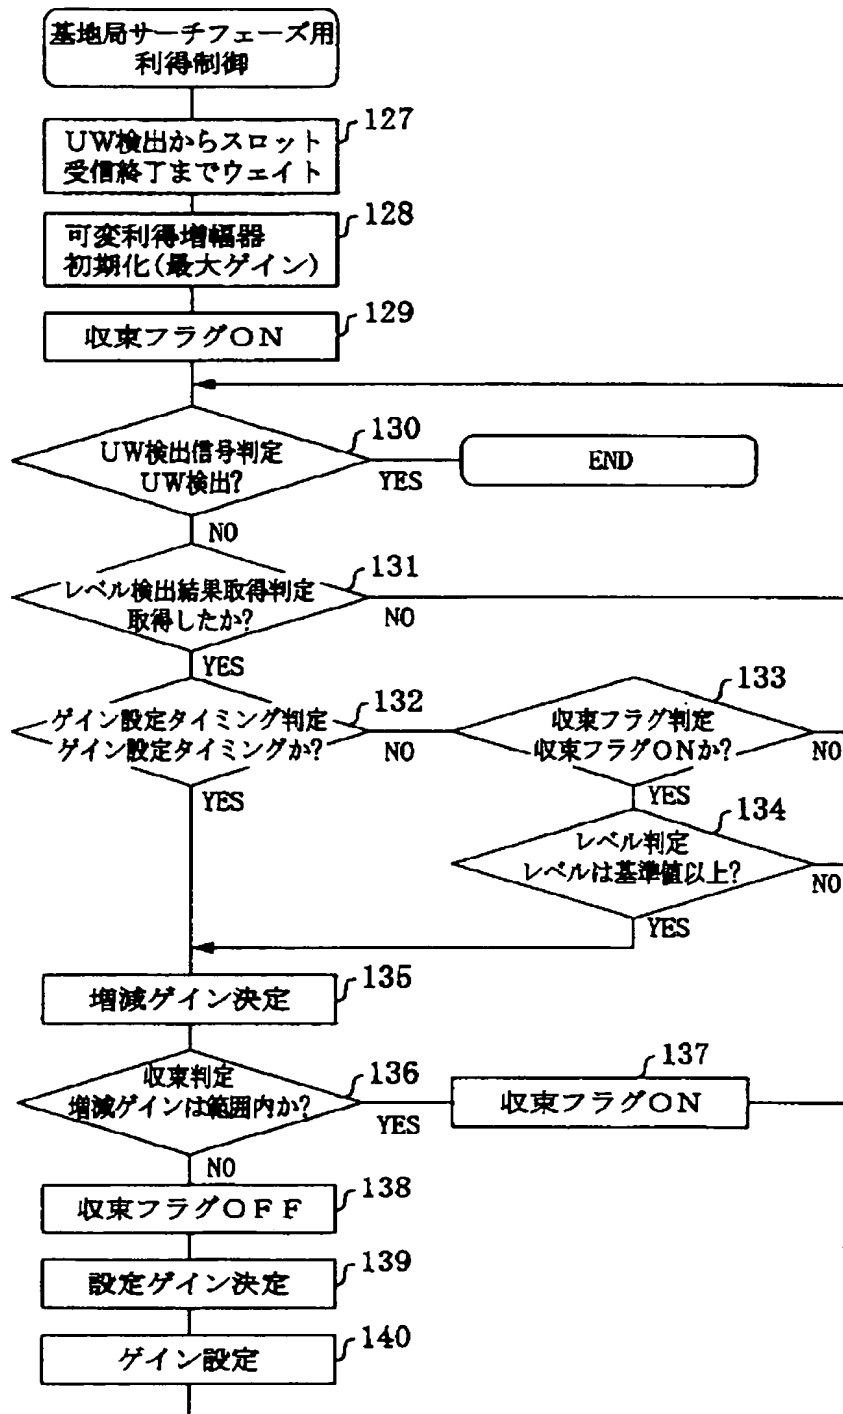 基地局サーチフェーズ用
利得制御
127
UW検出からスロット
受信終了までウェイト
128
可変利得増幅器
初期化(最大ゲイン)
129
収束フラグON
130
UW検出信号判定
UW検出?
YES
END
NO
131
レベル検出結果取得判定
取得したか?
NO
YES
132
ゲイン設定タイミング判定
ゲイン設定タイミングか?
NO
YES
133
収束フラグ判定
収束フラグONか?
NO
YES
134
レベル判定
レベルは基準値以上?
NO
YES
135
増減ゲイン決定
136
収束判定
増減ゲインは範囲内か?
YES
137
収束フラグON
NO
138
収束フラグOFF
139
設定ゲイン決定
140
ゲイン設定